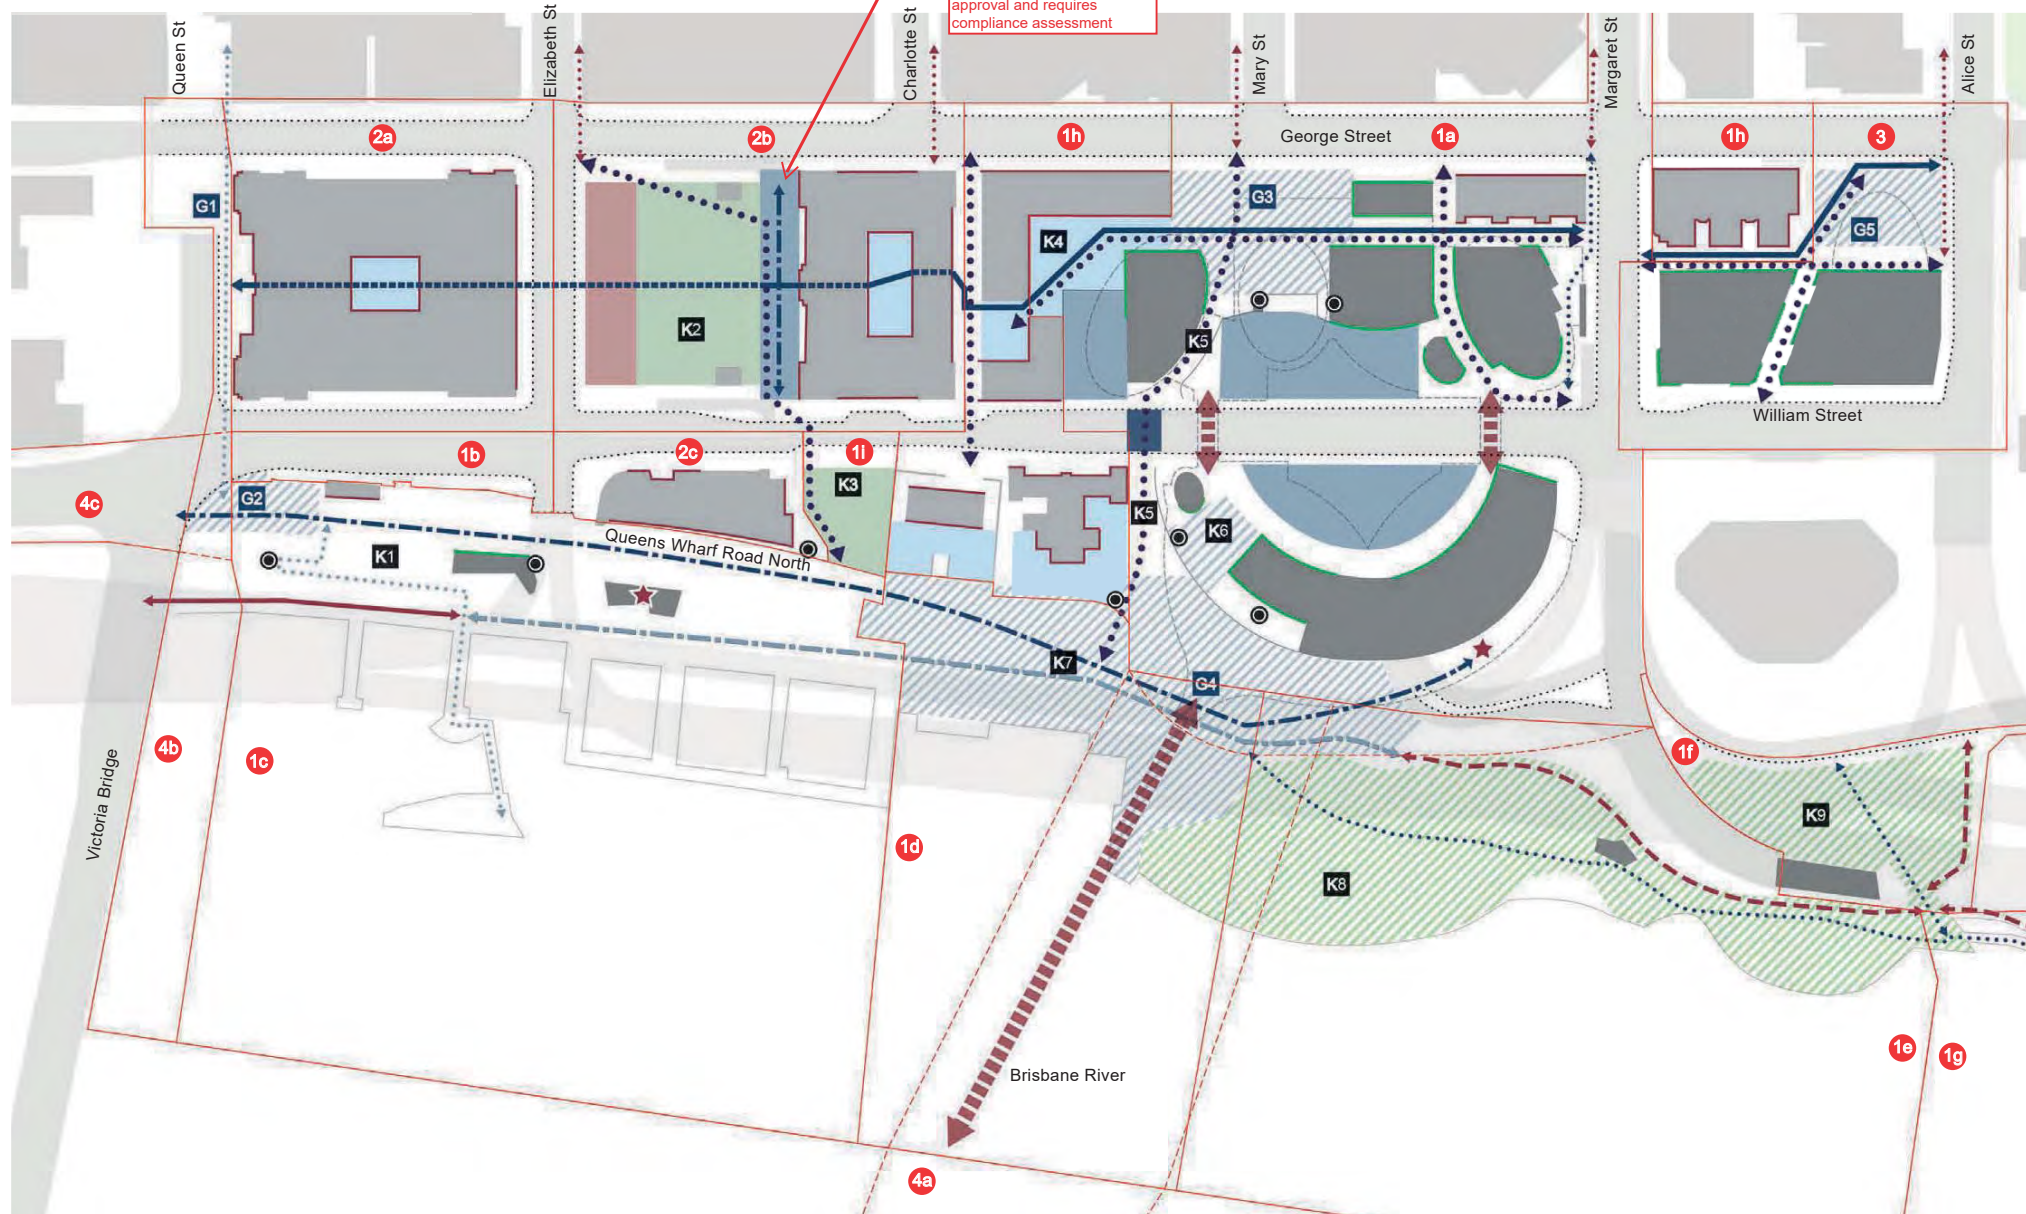 approval and requires
compliance assessment
Queen St
Elizabeth St
Charlotte St
Mary St
Margaret St
Alice St
2a
2b
1h
George Street
1a
1h
3
G1
G3
G5
K4
K2
K5
William Street
1b
2c
1i
K3
4c
G2
K5
K6
K1
Queens Wharf Road North
K7
G4
4b
1c
1f
Victoria Bridge
K9
1d
K8
1e
1g
Brisbane River
4a